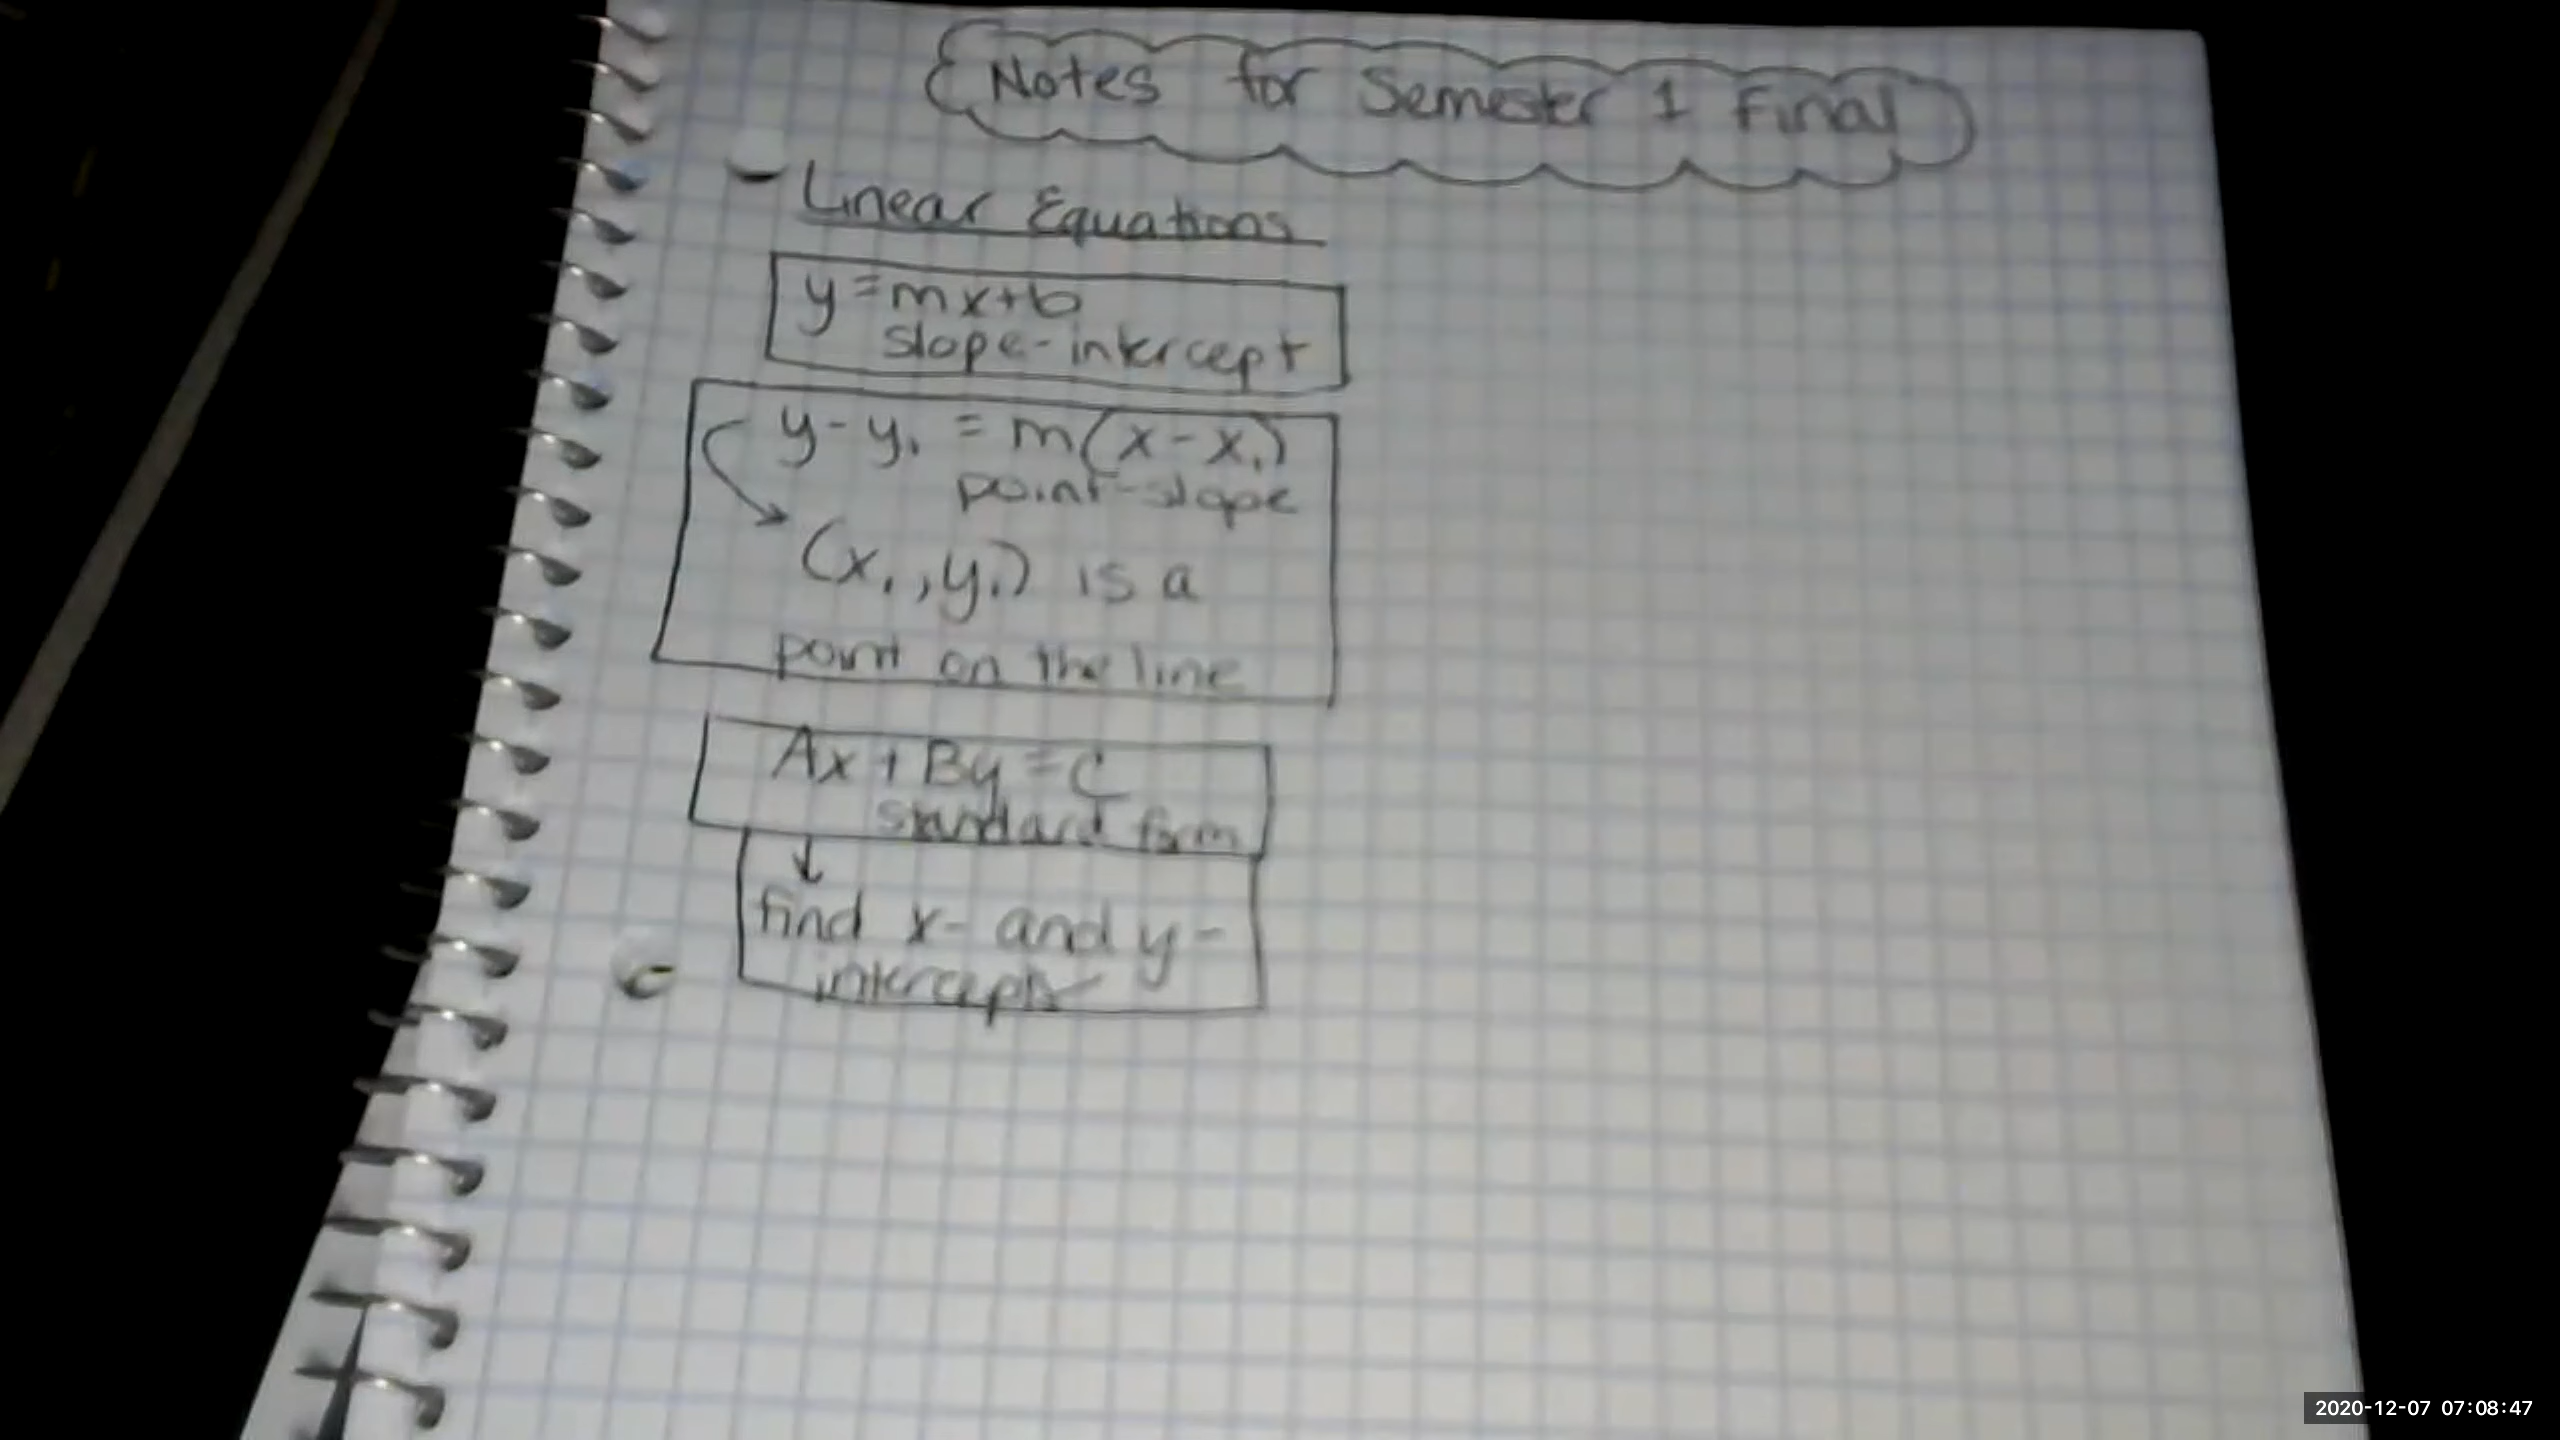 Notes for Semester 1 Final
- Linear Equations
y = mx+b
slope-intercept
y - y₁ = m(x - x₁)
point-slope
(x₁, y₁) is a
point on the line
Ax + By = C
standard form
↓
find x- and y-
intercepts
2020-12-07 07:08:47